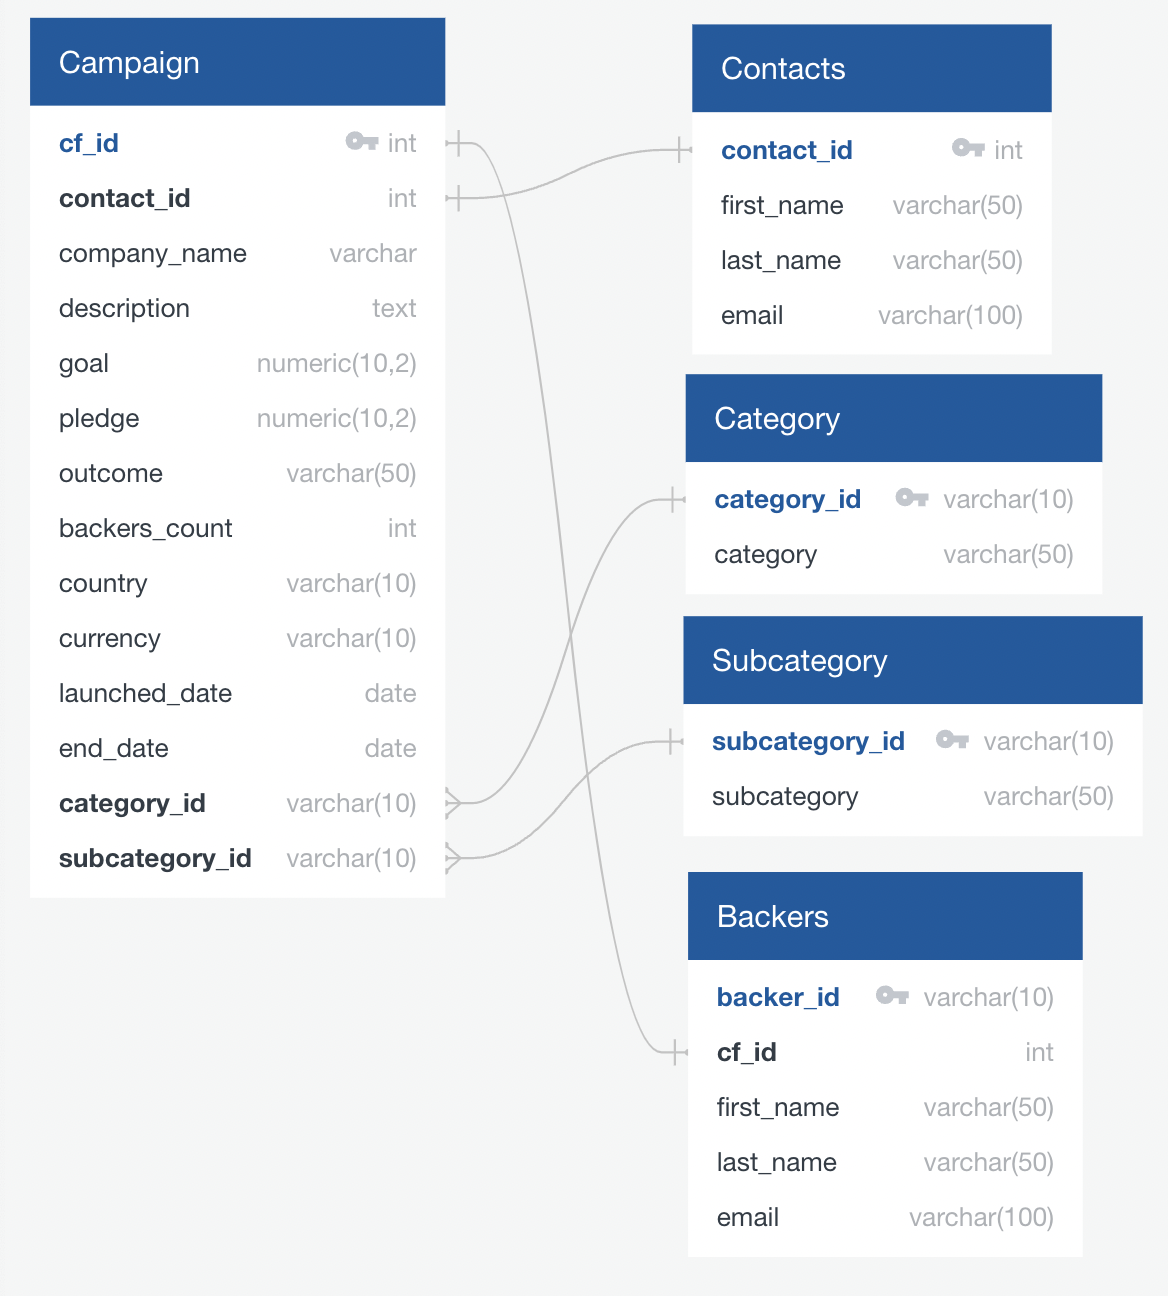 Campaign
cf_id int
contact_id int
company_name varchar
description text
goal numeric(10,2)
pledge numeric(10,2)
outcome varchar(50)
backers_count int
country varchar(10)
currency varchar(10)
launched_date date
end_date date
category_id varchar(10)
subcategory_id varchar(10)
Contacts
contact_id int
first_name varchar(50)
last_name varchar(50)
email varchar(100)
Category
category_id varchar(10)
category varchar(50)
Subcategory
subcategory_id varchar(10)
subcategory varchar(50)
Backers
backer_id varchar(10)
cf_id int
first_name varchar(50)
last_name varchar(50)
email varchar(100)